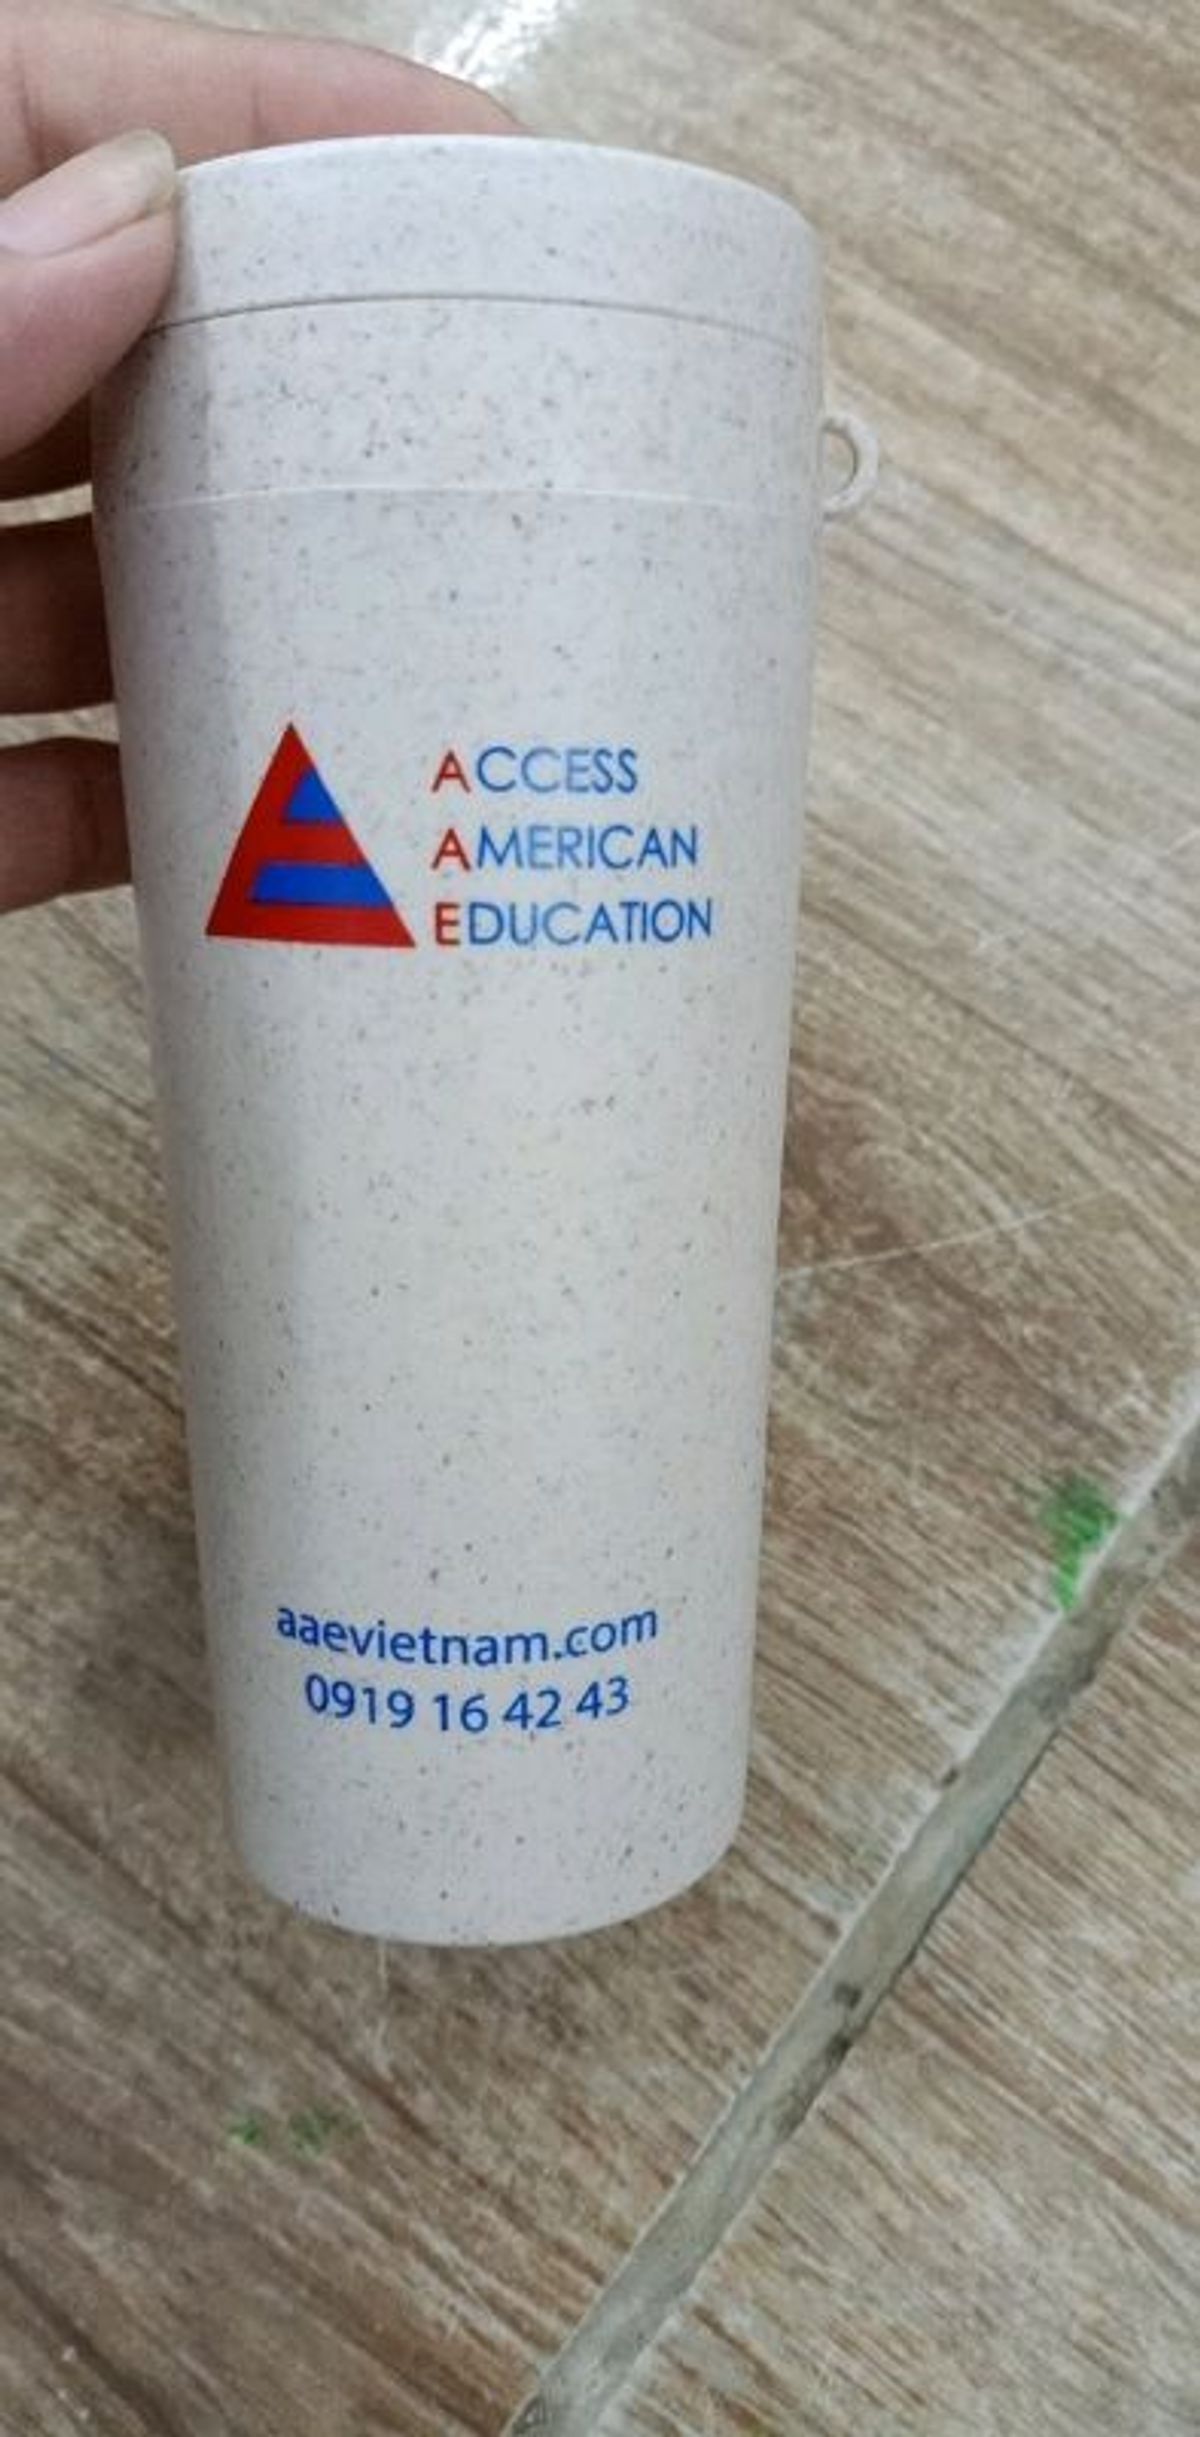 ACCESS
AMERICAN
EDUCATION
aaevietnam.com
0919 16 42 43